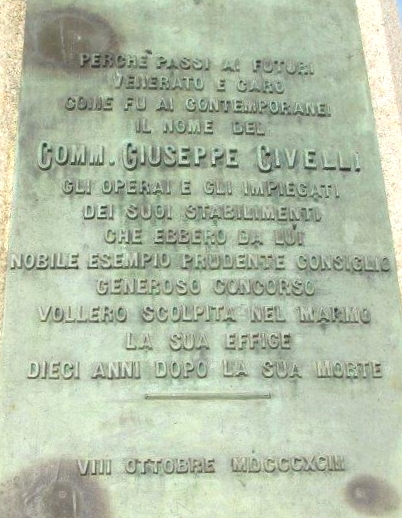 PERCHÈ PASSI AI FUTURI
VENERATO E CARO
COME FU AI CONTEMPORANEI
IL NOME DEL
COMM. GIUSEPPE CIVELLI
GLI OPERAI E GLI IMPIEGATI
DEI SUOI STABILIMENTI
CHE EBBERO DA LUI
NOBILE ESEMPIO PRUDENTE CONSIGLIO
GENEROSO CONCORSO
VOLLERO SCOLPITA NEL MARMO
LA SUA EFFIGE
DIECI ANNI DOPO LA SUA MORTE
VIII OTTOBRE MDCCCXCIII